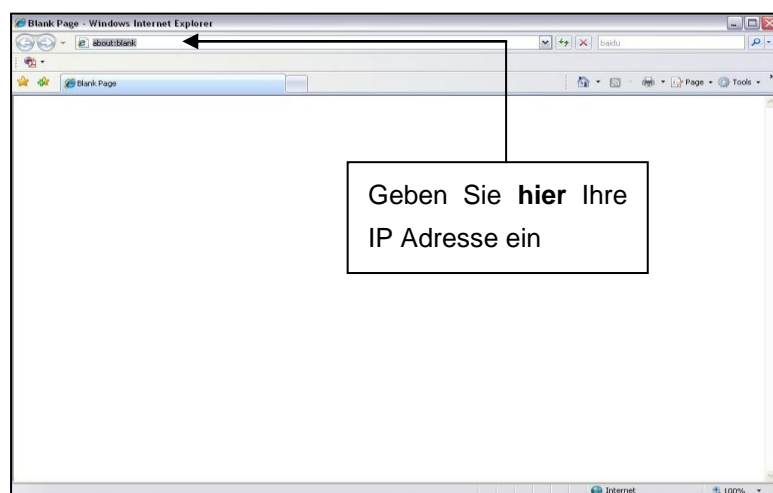 Blank Page - Windows Internet Explorer
about:blank
baidu
Blank Page
Page
Tools
Geben Sie hier Ihre
IP Adresse ein
Internet
100%